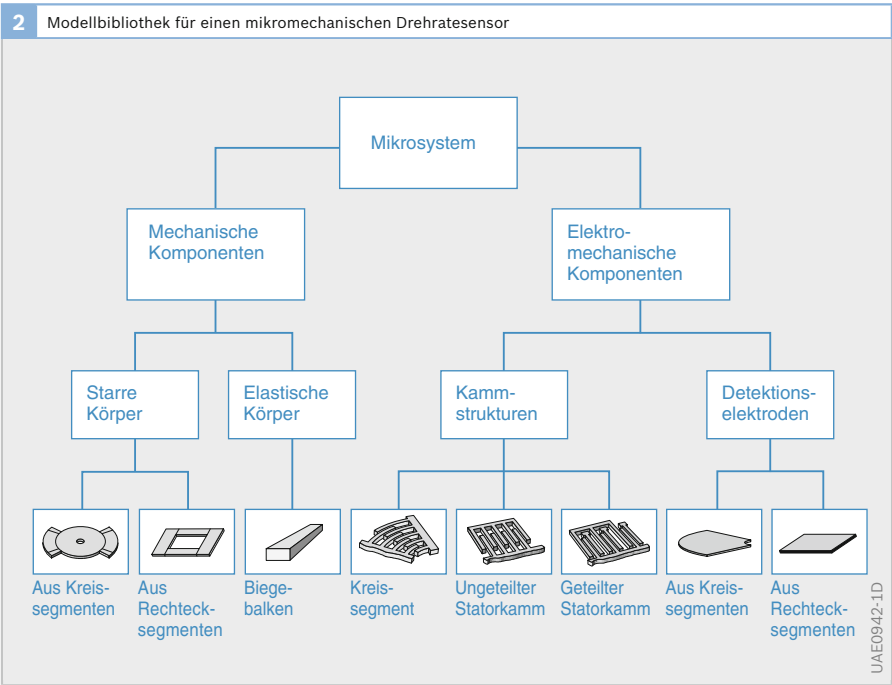 2 Modellbibliothek für einen mikromechanischen Drehratesensor
Mikrosystem
Mechanische
Komponenten
Elektro-
mechanische
Komponenten
Starre
Körper
Elastische
Körper
Kamm-
strukturen
Detektions-
elektroden
Aus Kreis-
segmenten
Aus
Rechteck-
segmenten
Biege-
balken
Kreis-
segment
Ungeteilter
Statorkamm
Geteilter
Statorkamm
Aus Kreis-
segmenten
Aus
Rechteck-
segmenten
UAE0942-1D